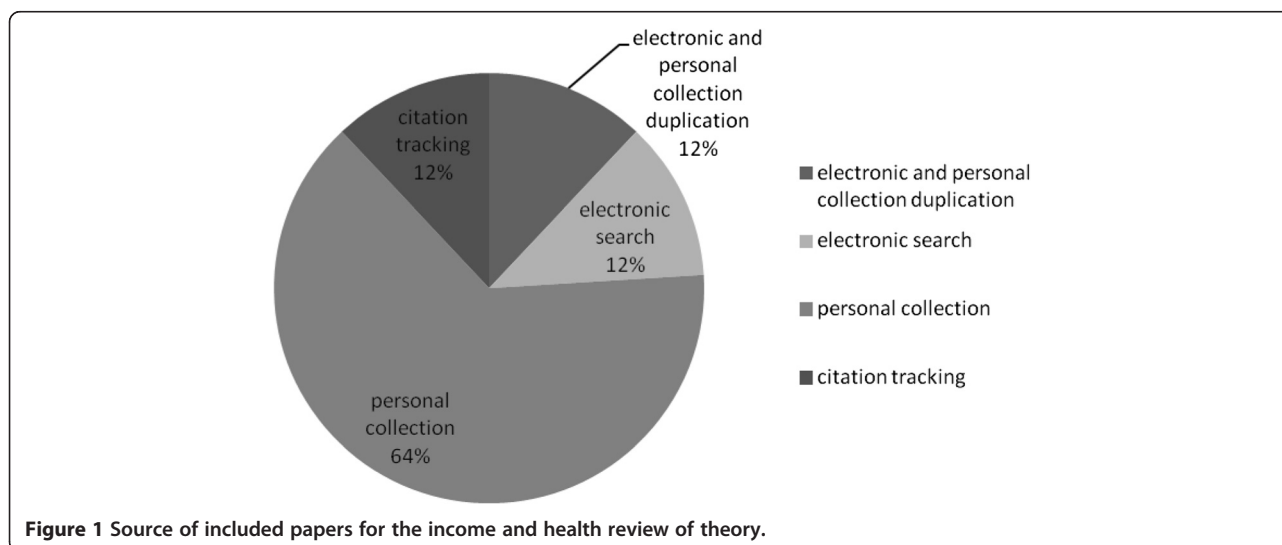 electronic and
personal
collection
duplication
12%
citation
tracking
12%
electronic
search
12%
personal
collection
64%
electronic and personal
collection duplication
electronic search
personal collection
citation tracking
Figure 1 Source of included papers for the income and health review of theory.